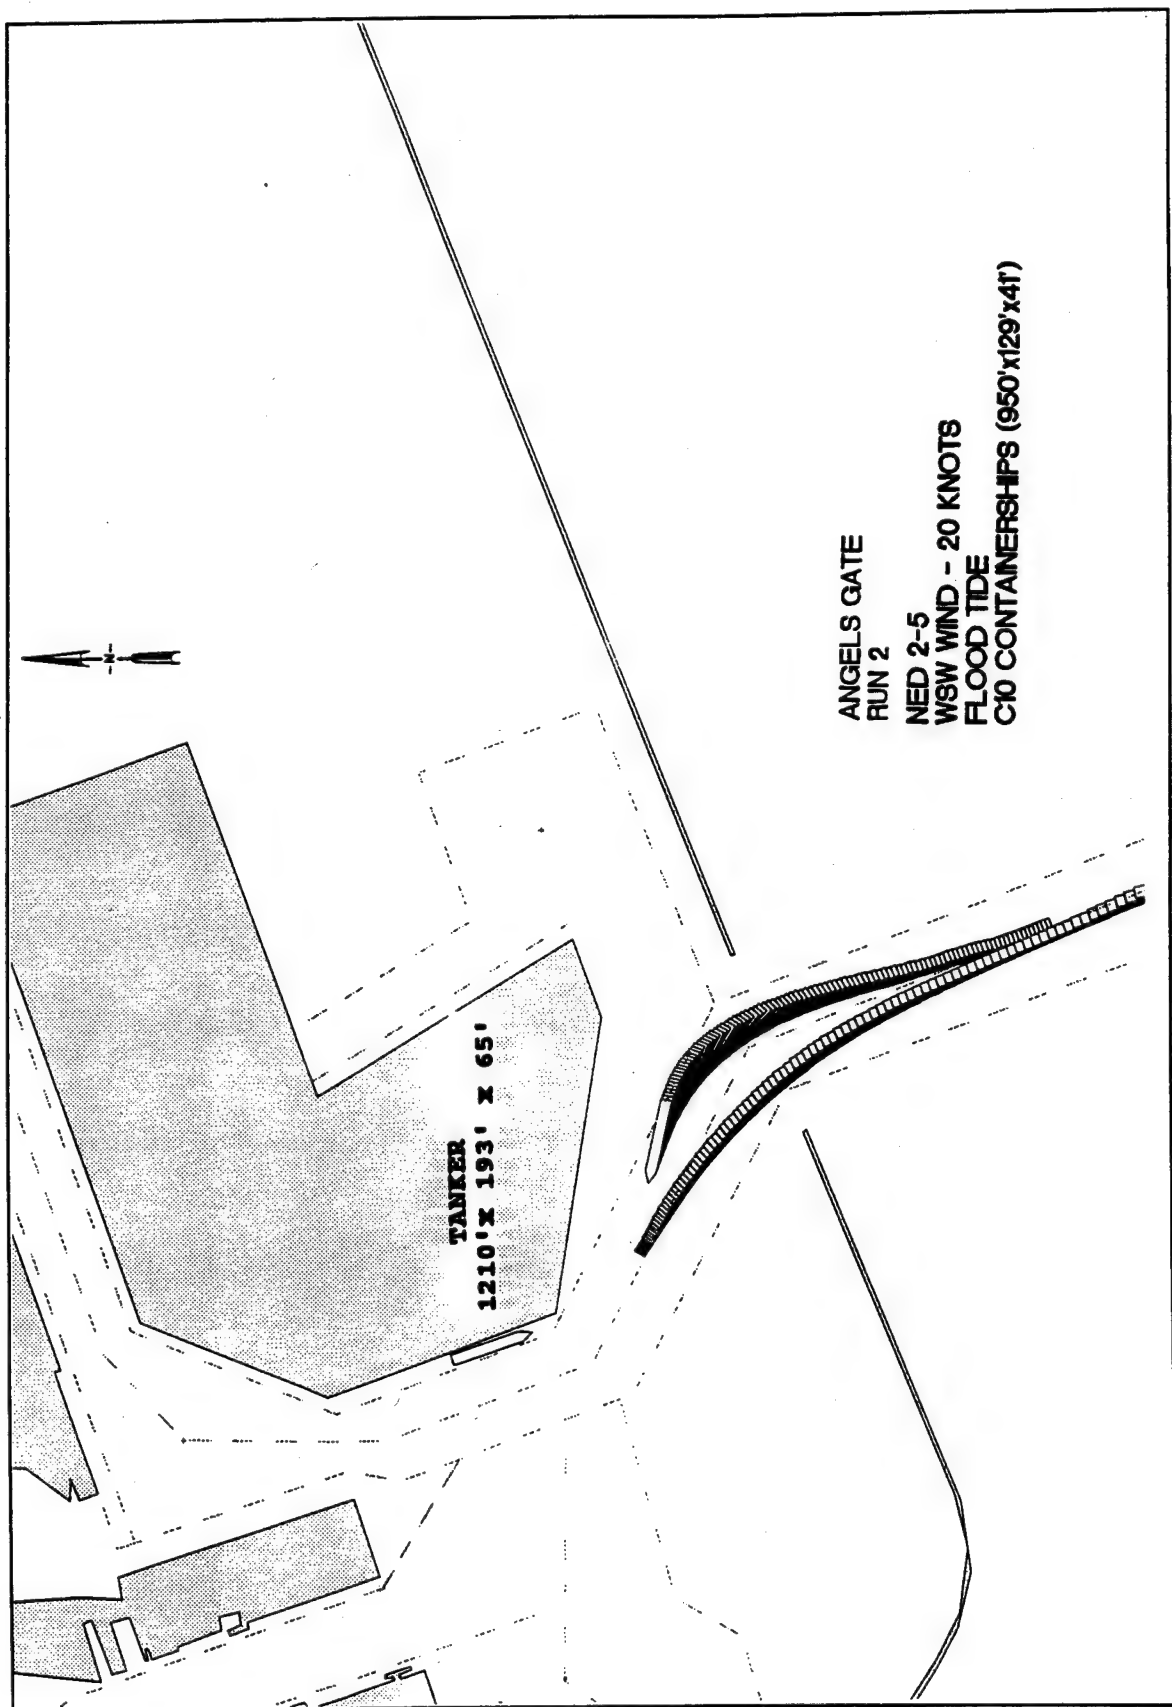 N
TANKER
1210'X 193' X 65'
ANGELS GATE
RUN 2
NED 2-5
WSW WIND - 20 KNOTS
FLOOD TIDE
C10 CONTAINERSHIPS (950'x129'x41')